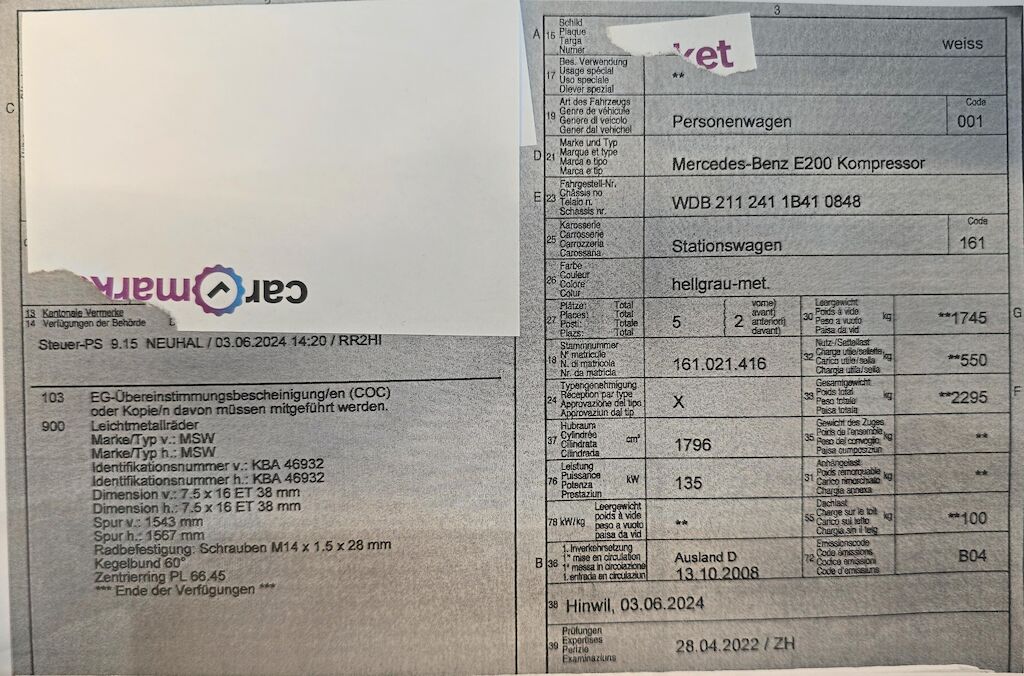 3
C
car mark
13 Kantonale Vermerke
14 Verfügungen der Behörde
Steuer-PS 9.15 NEUHAL / 03.06.2024 14:20 / RR2HI
103 EG-Übereinstimmungsbescheinigung/en (COC)
oder Kopie/n davon müssen mitgeführt werden.
900 Leichtmetallräder
Marke/Typ v.: MSW
Marke/Typ h.: MSW
Identifikationsnummer v.: KBA 46932
Identifikationsnummer h.: KBA 46932
Dimension v.: 7.5 x 16 ET 38 mm
Dimension h.: 7.5 x 16 ET 38 mm
Spur v.: 1543 mm
Spur h.: 1567 mm
Radbefestigung: Schrauben M14 x 1.5 x 28 mm
Kegelbund 60°
Zentrierring PL 66.45
*** Ende der Verfügungen ***
A 15 Schild
Plaque
Targa
Numer
ket
weiss
17 Bes. Verwendung
Usage spécial
Uso speciale
Diever spezial
**
19 Art des Fahrzeugs
Genre de véhicule
Genere di veicolo
Gener dal vehichel
Personenwagen
Code
001
D 21 Marke und Typ
Marque et type
Marca e tipo
Marca e tip
Mercedes-Benz E200 Kompressor
E 23 Fahrgestell-Nr.
Châssis no
Telaio n.
Schassis nr.
WDB 211 241 1B41 0848
25 Karosserie
Carrosserie
Carrozzeria
Carossaria
Stationswagen
Code
161
26 Farbe
Couleur
Colore
Colur
hellgrau-met.
27 Plätze: Total
Places: Total
Posti: Totale
Plazs: Total
5
2
vorne)
avant)
anteriori)
davant)
30 Leergewicht
Poids à vide
Peso a vuoto
Paisa da vid
kg
**1745
G
18 Stammnummer
N° matricule
N. di matricola
Nr. da matricla
161.021.416
32 Nutz-/Sattellast
Charge utile/sellette
Carico utile/sella
Chargia utila/sella
kg
**550
24 Typengenehmigung
Réception par type
Approvazione del tipo
Approvaziun dal tip
X
33 Gesamtgewicht
Poids total
Peso totale
Paisa totala
kg
**2295
F
37 Hubraum
Cylindrée
Cilindrata
Cilindrada
cm³
1796
35 Gewicht des Zuges
Poids de l'ensemble
Peso del convoglio
Paisa cumposiziun
kg
**
76 Leistung
Puissance
Potenza
Prestaziun
kW
135
31 Anhängelast
Poids remorquable
Carico rimorchiato
Chargia annexa
kg
**
78 kW/kg
Leergewicht
poids à vide
peso a vuoto
paisa da vid
**
55 Dachlast
Charge sur le toit
Carico sul tetto
Chargia sin il tetg
kg
**100
B 36 1. Inverkehrsetzung
1re mise en circulation
1a messa in circolazione
1. entrada en circulaziun
Ausland D
13.10.2008
72 Emissionscode
Code émissions
Codice emissioni
Code d'emissiuns
B04
38 Hinwil, 03.06.2024
39 Prüfungen
Expertises
Perizie
Examinaziuns
28.04.2022 / ZH